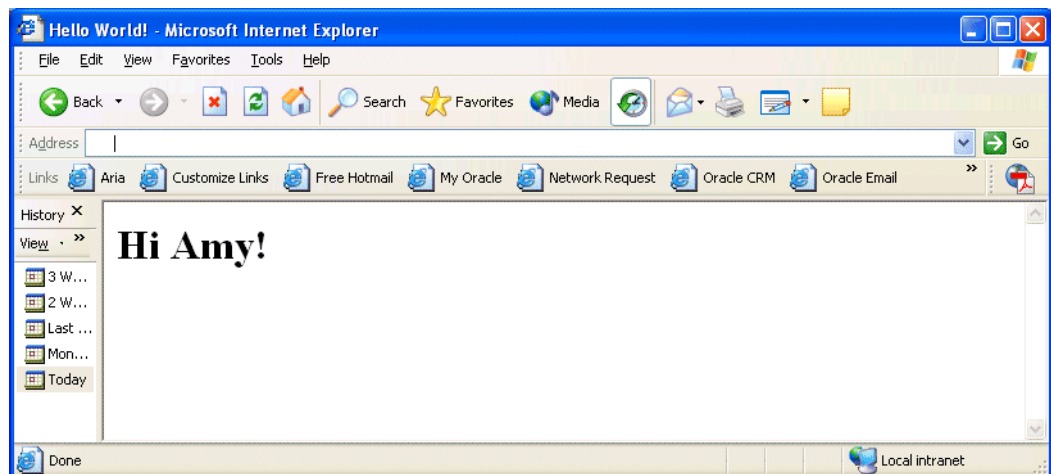 Hello World! - Microsoft Internet Explorer
File Edit View Favorites Tools Help
Back Search Favorites Media
Address Go
Links Aria Customize Links Free Hotmail My Oracle Network Request Oracle CRM Oracle Email »
History X
View »
Hi Amy!
3 W...
2 W...
Last ...
Mon...
Today
Done Local intranet